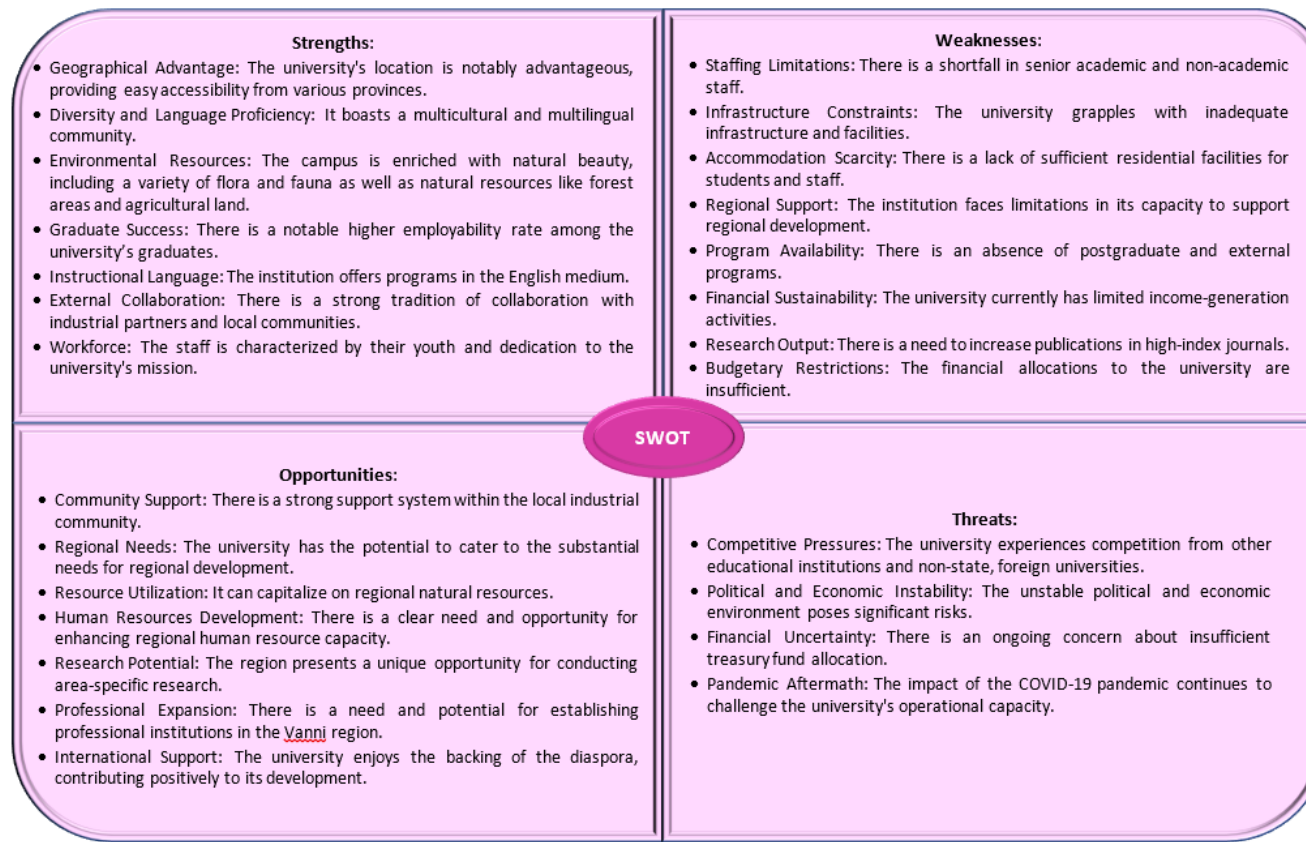 Strengths:
• Geographical Advantage: The university's location is notably advantageous,
providing easy accessibility from various provinces.
• Diversity and Language Proficiency: It boasts a multicultural and multilingual
community.
• Environmental Resources: The campus is enriched with natural beauty,
including a variety of flora and fauna as well as natural resources like forest
areas and agricultural land.
• Graduate Success: There is a notable higher employability rate among the
university’s graduates.
• Instructional Language: The institution offers programs in the English medium.
• External Collaboration: There is a strong tradition of collaboration with
industrial partners and local communities.
• Workforce: The staff is characterized by their youth and dedication to the
university's mission.
Weaknesses:
• Staffing Limitations: There is a shortfall in senior academic and non-academic
staff.
• Infrastructure Constraints: The university grapples with inadequate
infrastructure and facilities.
• Accommodation Scarcity: There is a lack of sufficient residential facilities for
students and staff.
• Regional Support: The institution faces limitations in its capacity to support
regional development.
• Program Availability: There is an absence of postgraduate and external
programs.
• Financial Sustainability: The university currently has limited income-generation
activities.
• Research Output: There is a need to increase publications in high-index journals.
• Budgetary Restrictions: The financial allocations to the university are
insufficient.
SWOT
Opportunities:
• Community Support: There is a strong support system within the local industrial
community.
• Regional Needs: The university has the potential to cater to the substantial
needs for regional development.
• Resource Utilization: It can capitalize on regional natural resources.
• Human Resources Development: There is a clear need and opportunity for
enhancing regional human resource capacity.
• Research Potential: The region presents a unique opportunity for conducting
area-specific research.
• Professional Expansion: There is a need and potential for establishing
professional institutions in the Vanni region.
• International Support: The university enjoys the backing of the diaspora,
contributing positively to its development.
Threats:
• Competitive Pressures: The university experiences competition from other
educational institutions and non-state, foreign universities.
• Political and Economic Instability: The unstable political and economic
environment poses significant risks.
• Financial Uncertainty: There is an ongoing concern about insufficient
treasury fund allocation.
• Pandemic Aftermath: The impact of the COVID-19 pandemic continues to
challenge the university's operational capacity.